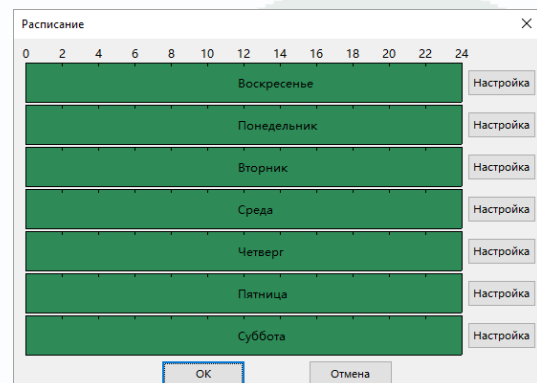 Расписание
0 2 4 6 8 10 12 14 16 18 20 22 24
Воскресенье Настройка
Понедельник Настройка
Вторник Настройка
Среда Настройка
Четверг Настройка
Пятница Настройка
Суббота Настройка
ОК Отмена